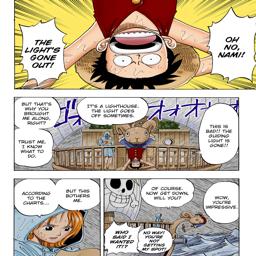 OH
NO,
NAMI!
THE
LIGHT'S
GONE
OUT!
THIS IS
BAD!! THE
GUIDING
LIGHT IS
GONE!!
IT'S A LIGHTHOUSE.
THE LIGHT GOES
OFF SOMETIMES.
BUT THAT'S
WHY YOU
BROUGHT
ME ALONG,
RIGHT?
TRUST ME,
I KNOW
WHAT TO
DO.
WOW,
YOU'RE
IMPRESSIVE.
OF COURSE,
NOW GET DOWN,
WILL YOU?
NO WAY!
YOU'RE
NOT
GETTING
MY SPOT!
WHO
SAID I
WANTED
IT!?
BUT THIS
BOTHERS
ME.
ACCORDING
TO THE
CHARTS...